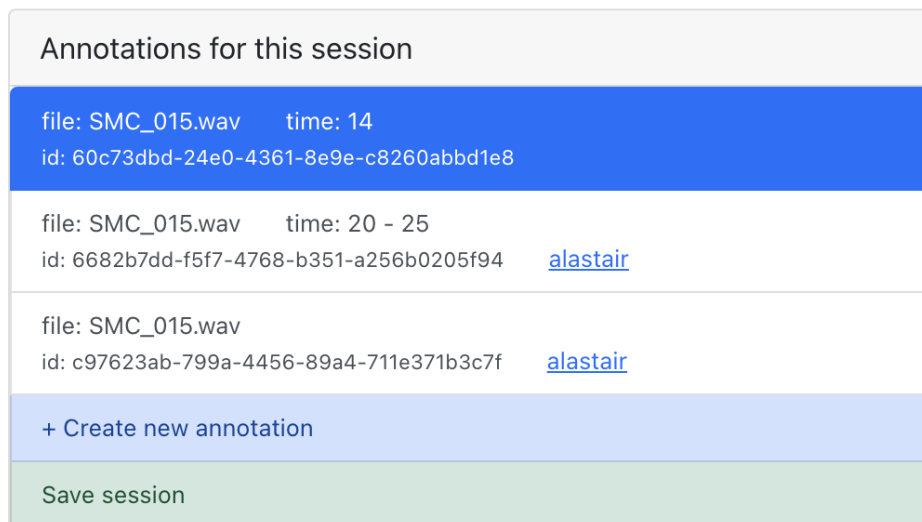 Annotations for this session
file: SMC_015.wav time: 14
id: 60c73dbd-24e0-4361-8e9e-c8260abbd1e8
file: SMC_015.wav time: 20 - 25
id: 6682b7dd-f5f7-4768-b351-a256b0205f94 alastair
file: SMC_015.wav
id: c97623ab-799a-4456-89a4-711e371b3c7f alastair
+ Create new annotation
Save session